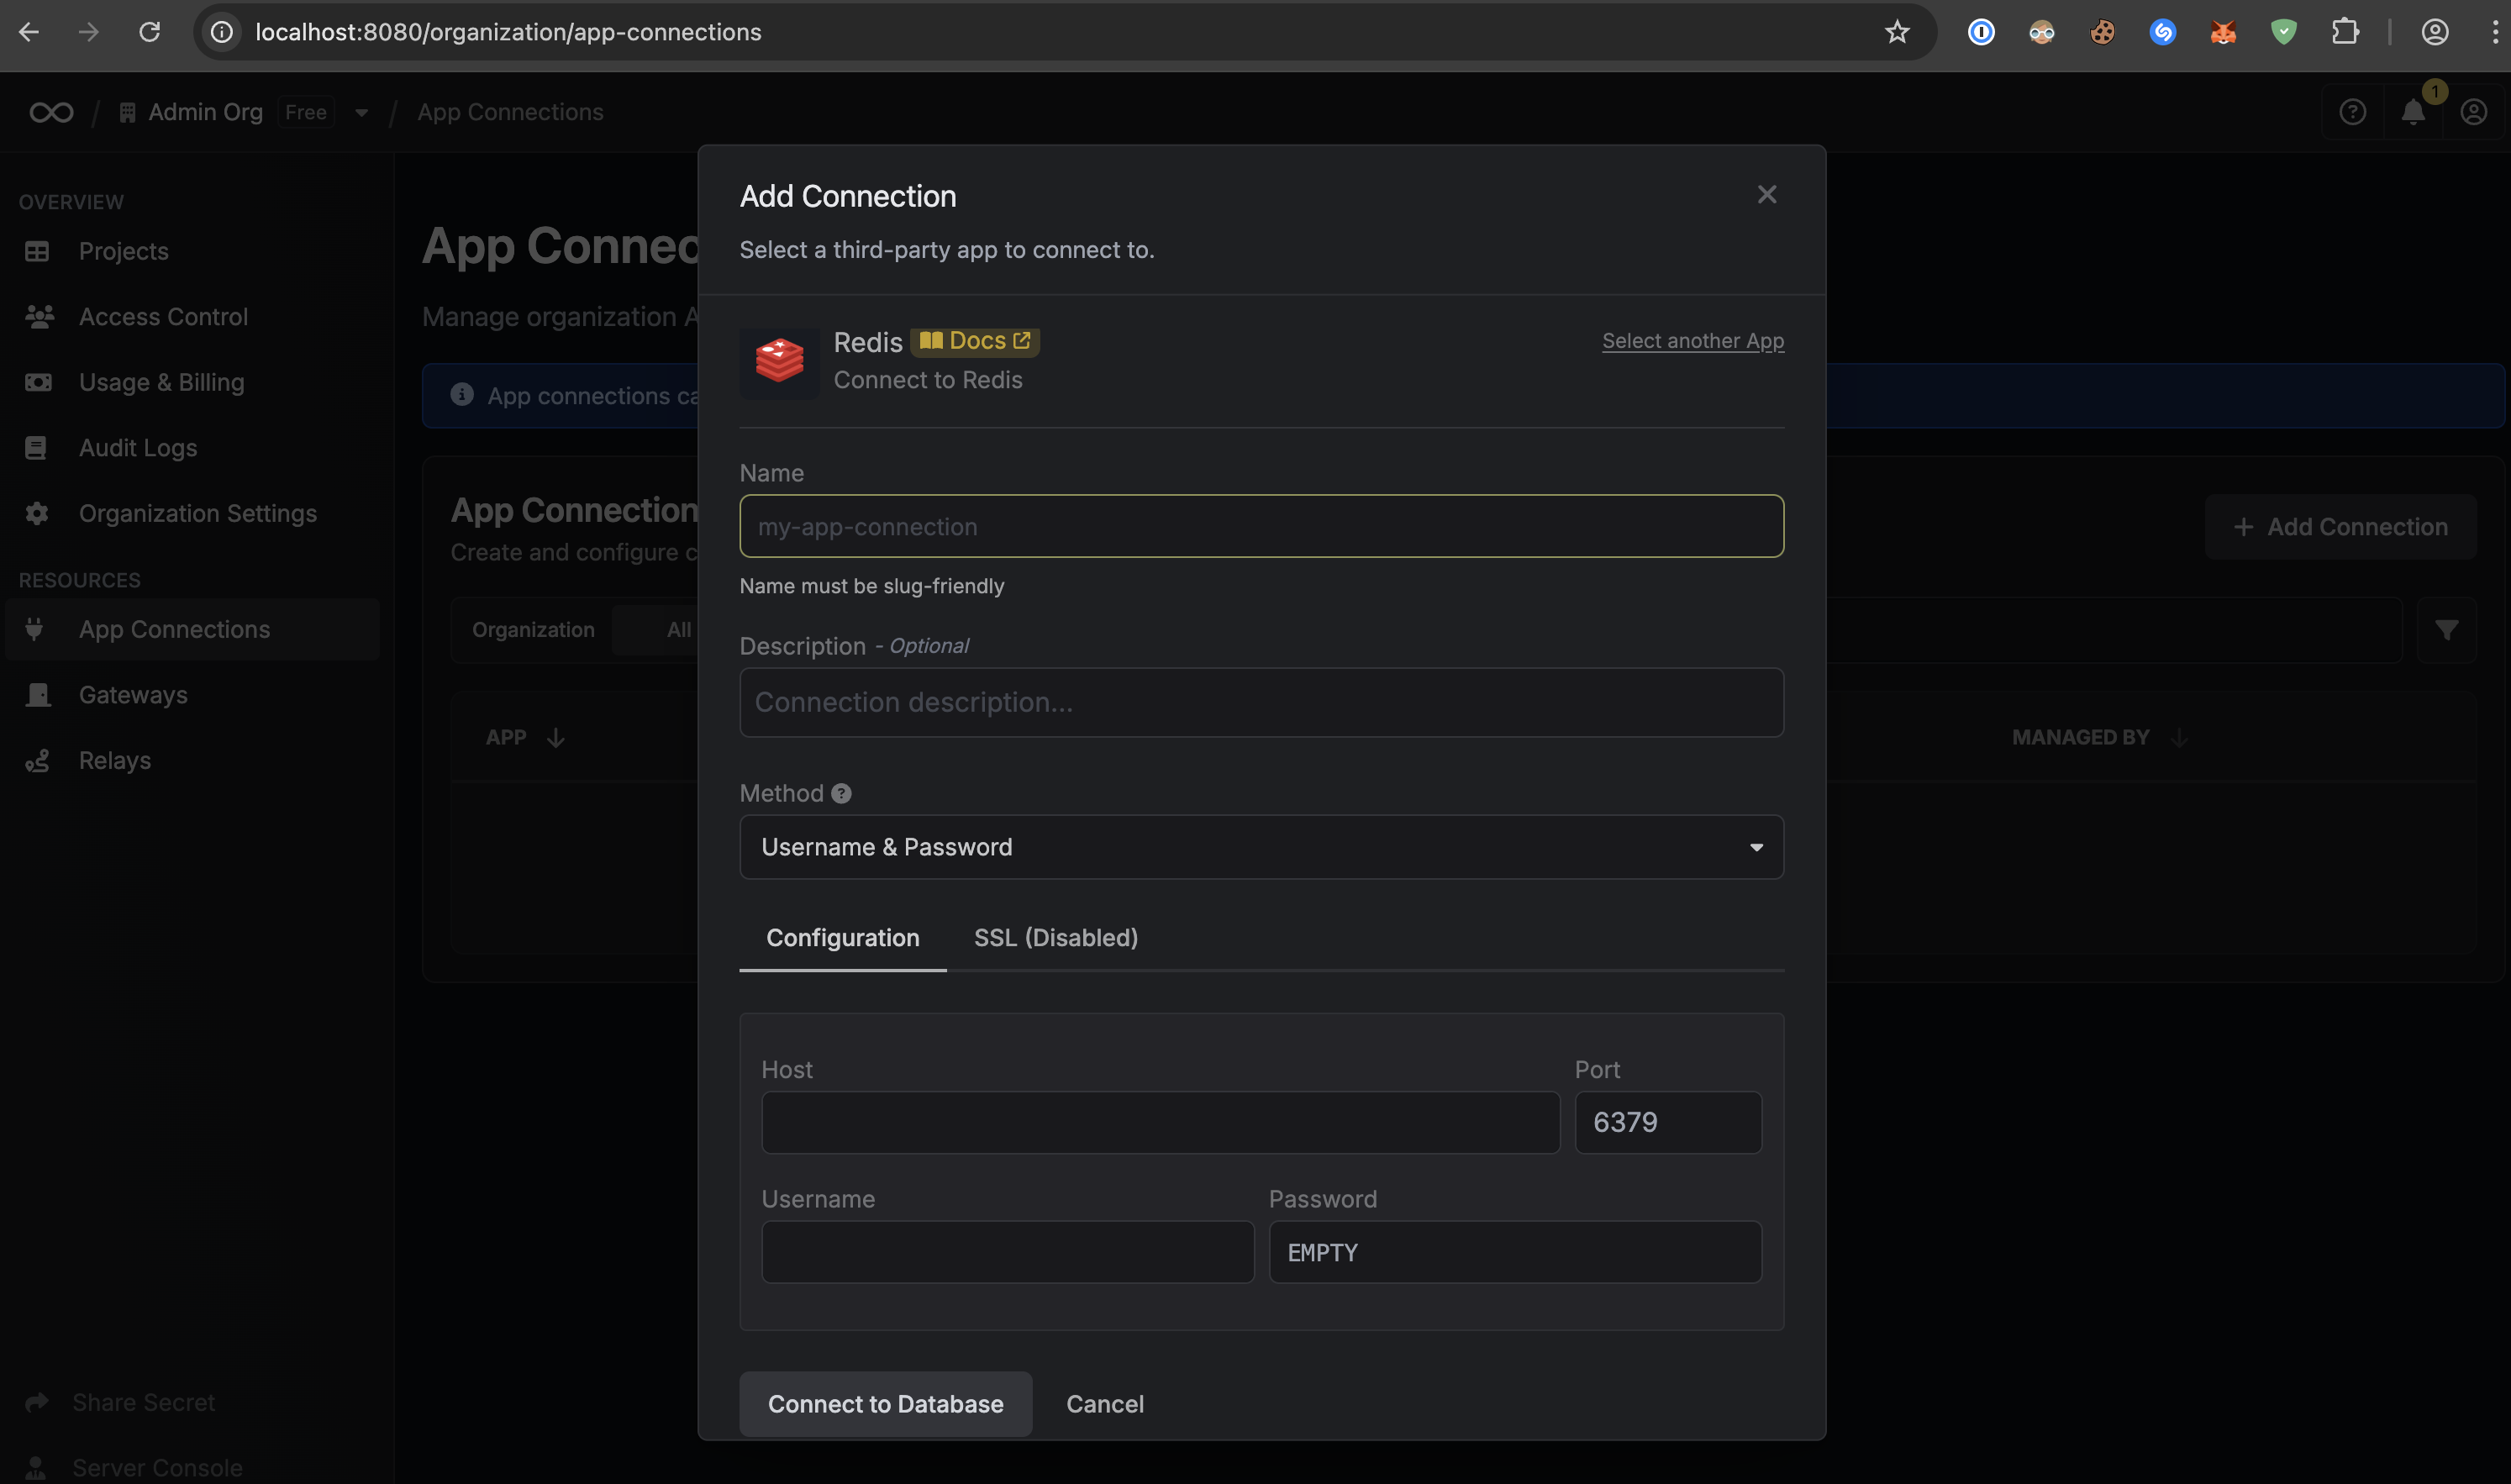 localhost:8080/organization/app-connections
Admin Org Free
App Connections
1
OVERVIEW
Projects
Access Control
Usage & Billing
Audit Logs
Organization Settings
RESOURCES
App Connections
Gateways
Relays
Share Secret
Server Console
App Connec
Manage organization A
App connections ca
App Connection
Create and configure c
Add Connection
Organization
All
APP
MANAGED BY
Add Connection
Select a third-party app to connect to.
Redis Docs
Connect to Redis
Select another App
Name
my-app-connection
Name must be slug-friendly
Description - Optional
Connection description...
Method
Username & Password
Configuration
SSL (Disabled)
Host
Port
6379
Username
Password
EMPTY
Connect to Database
Cancel